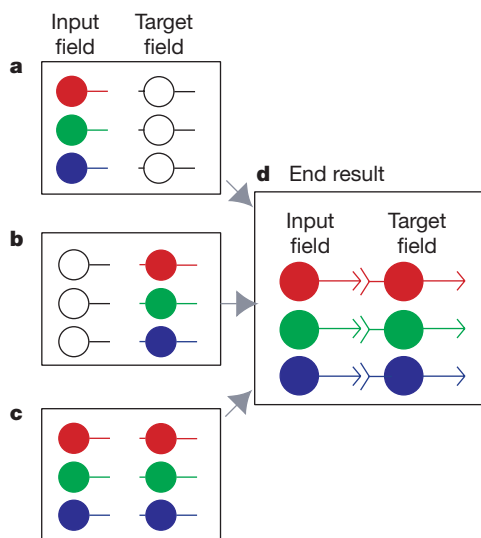 Input field
Target field
a
b
c
d End result
Input field
Target field